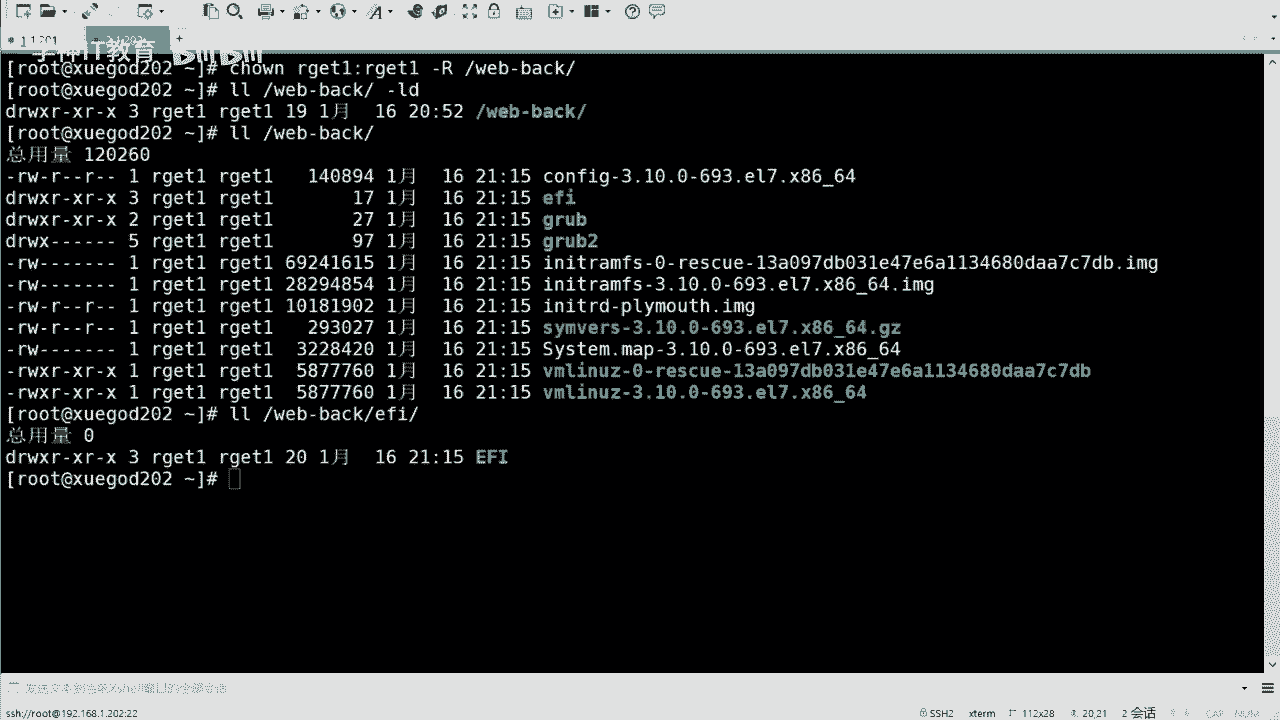 1 1.201
+
学神IT教育 bilibili
[root@xuegod202 ~]# chown rget1:rget1 -R /web-back/
[root@xuegod202 ~]# ll /web-back/ -ld
drwxr-xr-x 3 rget1 rget1 19 1月  16 20:52 /web-back/
[root@xuegod202 ~]# ll /web-back/
总用量 120260
-rw-r--r-- 1 rget1 rget1   140894 1月  16 21:15 config-3.10.0-693.el7.x86_64
drwxr-xr-x 3 rget1 rget1       17 1月  16 21:15 efi
drwxr-xr-x 2 rget1 rget1       27 1月  16 21:15 grub
drwx------ 5 rget1 rget1       97 1月  16 21:15 grub2
-rw------- 1 rget1 rget1 69241615 1月  16 21:15 initramfs-0-rescue-13a097db031e47e6a1134680daa7c7db.img
-rw------- 1 rget1 rget1 28294854 1月  16 21:15 initramfs-3.10.0-693.el7.x86_64.img
-rw-r--r-- 1 rget1 rget1 10181902 1月  16 21:15 initrd-plymouth.img
-rw-r--r-- 1 rget1 rget1   293027 1月  16 21:15 symvers-3.10.0-693.el7.x86_64.gz
-rw------- 1 rget1 rget1  3228420 1月  16 21:15 System.map-3.10.0-693.el7.x86_64
-rwxr-xr-x 1 rget1 rget1  5877760 1月  16 21:15 vmlinuz-0-rescue-13a097db031e47e6a1134680daa7c7db
-rwxr-xr-x 1 rget1 rget1  5877760 1月  16 21:15 vmlinuz-3.10.0-693.el7.x86_64
[root@xuegod202 ~]# ll /web-back/efi/
总用量 0
drwxr-xr-x 3 rget1 rget1 20 1月  16 21:15 EFI
[root@xuegod202 ~]#
ssh://root@192.168.1.202:22 SSH2 xterm 112x28 20,21 2 会话 CAP NUM